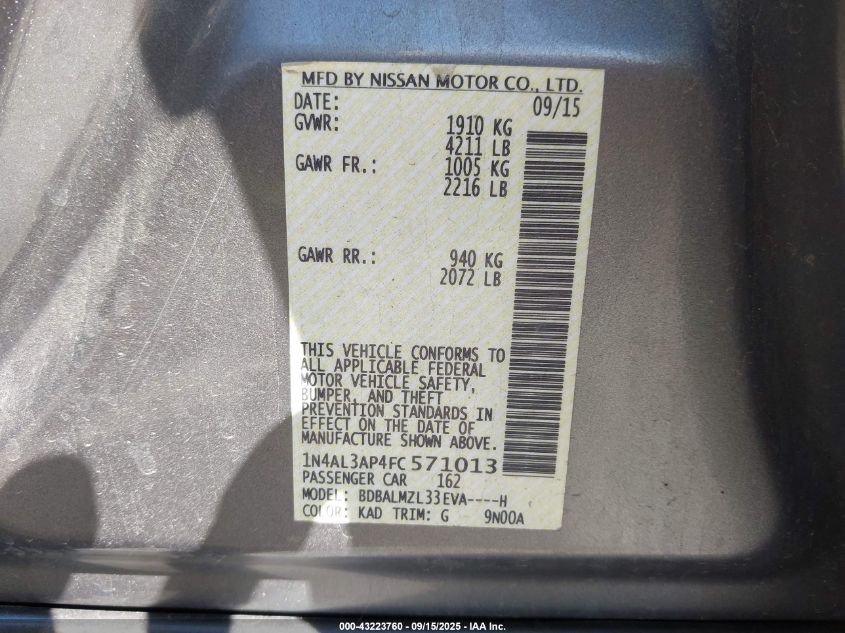 MFD BY NISSAN MOTOR CO., LTD.
DATE: 09/15
GVWR: 1910 KG
4211 LB
GAWR FR.: 1005 KG
2216 LB
GAWR RR.: 940 KG
2072 LB
THIS VEHICLE CONFORMS TO
ALL APPLICABLE FEDERAL
MOTOR VEHICLE SAFETY,
BUMPER, AND THEFT
PREVENTION STANDARDS IN
EFFECT ON THE DATE OF
MANUFACTURE SHOWN ABOVE.
1N4AL3AP4FC571013
PASSENGER CAR 162
MODEL: BDBALMZL33EVA----H
COLOR: KAD TRIM: G 9N00A
000-43223760 - 09/15/2025 - IAA Inc.